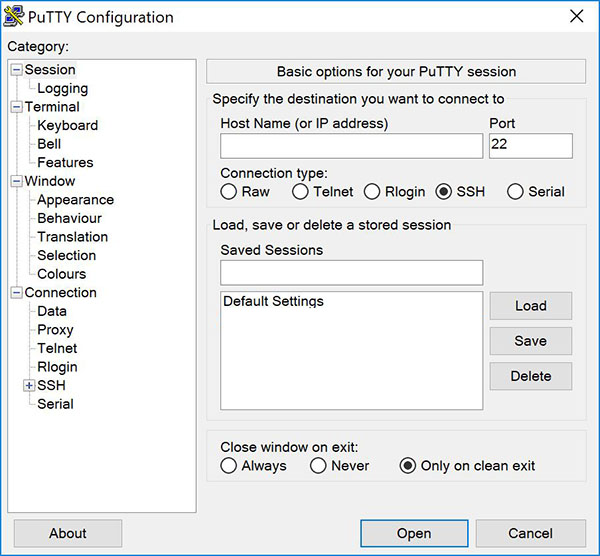 PuTTY Configuration
Category:
Session
Logging
Terminal
Keyboard
Bell
Features
Window
Appearance
Behaviour
Translation
Selection
Colours
Connection
Data
Proxy
Telnet
Rlogin
SSH
Serial
Basic options for your PuTTY session
Specify the destination you want to connect to
Host Name (or IP address) Port
22
Connection type:
Raw Telnet Rlogin SSH Serial
Load, save or delete a stored session
Saved Sessions
Default Settings
Load
Save
Delete
Close window on exit:
Always Never Only on clean exit
About Open Cancel